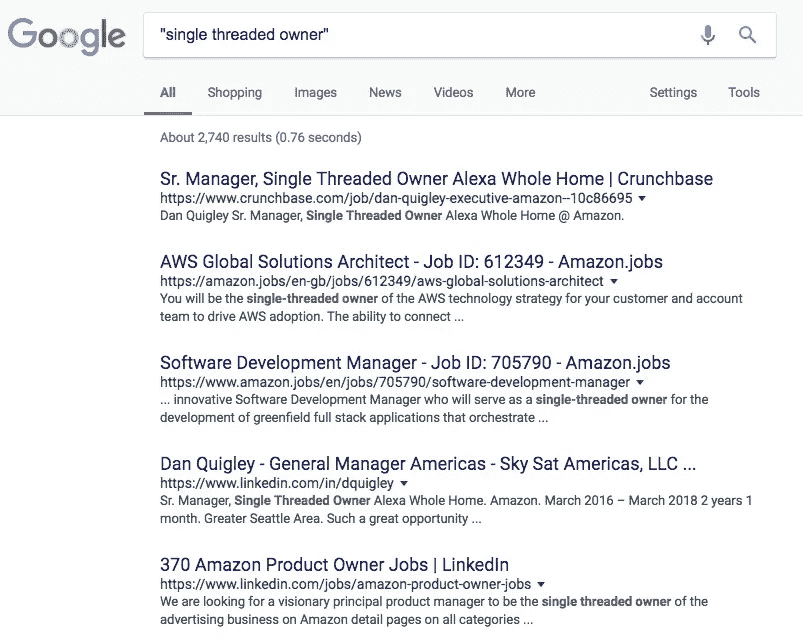 Google
"single threaded owner"
All Shopping Images News Videos More Settings Tools
About 2,740 results (0.76 seconds)
Sr. Manager, Single Threaded Owner Alexa Whole Home | Crunchbase
https://www.crunchbase.com/job/dan-quigley-executive-amazon--10c86695
Dan Quigley Sr. Manager, Single Threaded Owner Alexa Whole Home @ Amazon.
AWS Global Solutions Architect - Job ID: 612349 - Amazon.jobs
https://amazon.jobs/en-gb/jobs/612349/aws-global-solutions-architect
You will be the single-threaded owner of the AWS technology strategy for your customer and account
team to drive AWS adoption. The ability to connect ...
Software Development Manager - Job ID: 705790 - Amazon.jobs
https://www.amazon.jobs/en/jobs/705790/software-development-manager
... innovative Software Development Manager who will serve as a single-threaded owner for the
development of greenfield full stack applications that orchestrate ...
Dan Quigley - General Manager Americas - Sky Sat Americas, LLC ...
https://www.linkedin.com/in/dquigley
Sr. Manager, Single Threaded Owner Alexa Whole Home. Amazon. March 2016 – March 2018 2 years 1
month. Greater Seattle Area. Such a great opportunity ...
370 Amazon Product Owner Jobs | LinkedIn
https://www.linkedin.com/jobs/amazon-product-owner-jobs
We are looking for a visionary principal product manager to be the single threaded owner of the
advertising business on Amazon detail pages on all categories ...